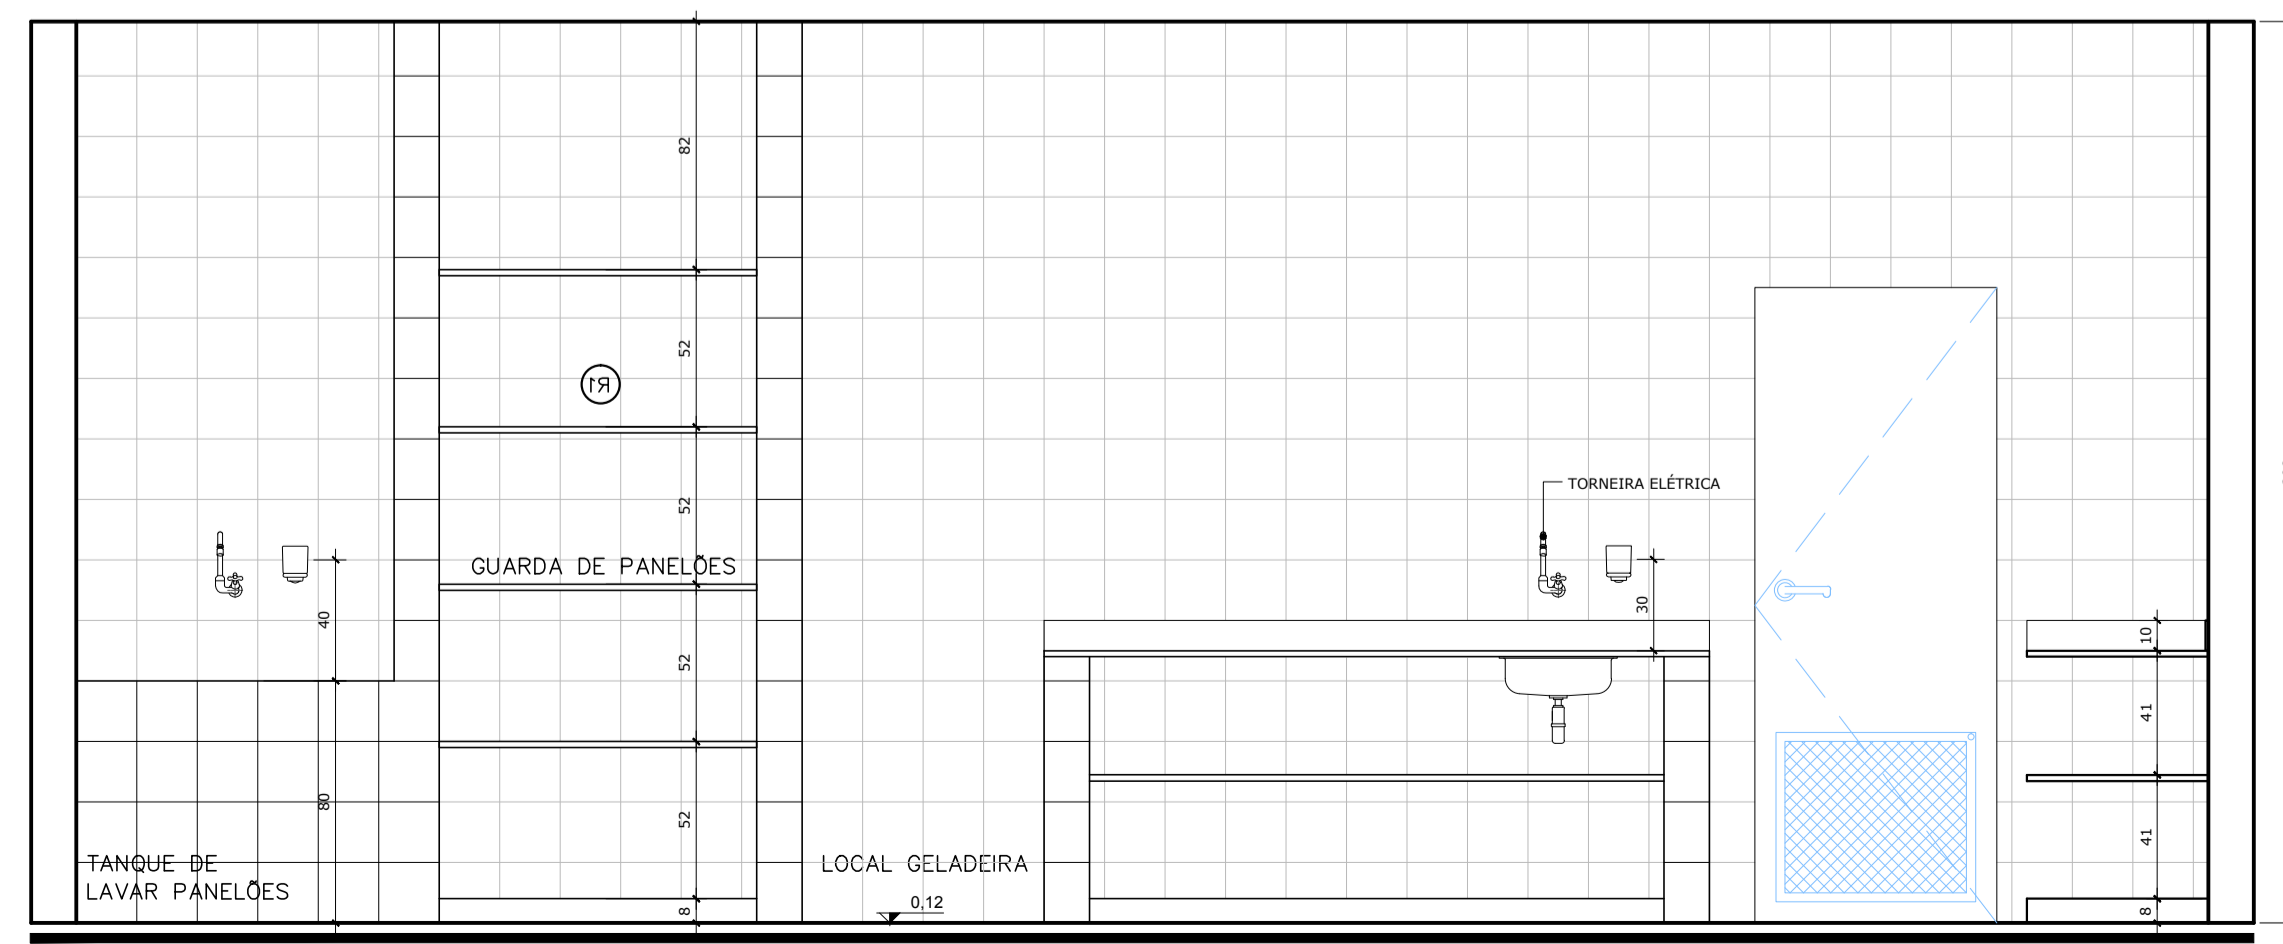 82
52
R1
TORNEIRA ELÉTRICA
52
GUARDA DE PANELÕES
40
30
10
52
41
80
52
41
TANQUE DE
LAVAR PANELÕES
LOCAL GELADEIRA
0,12
8
8